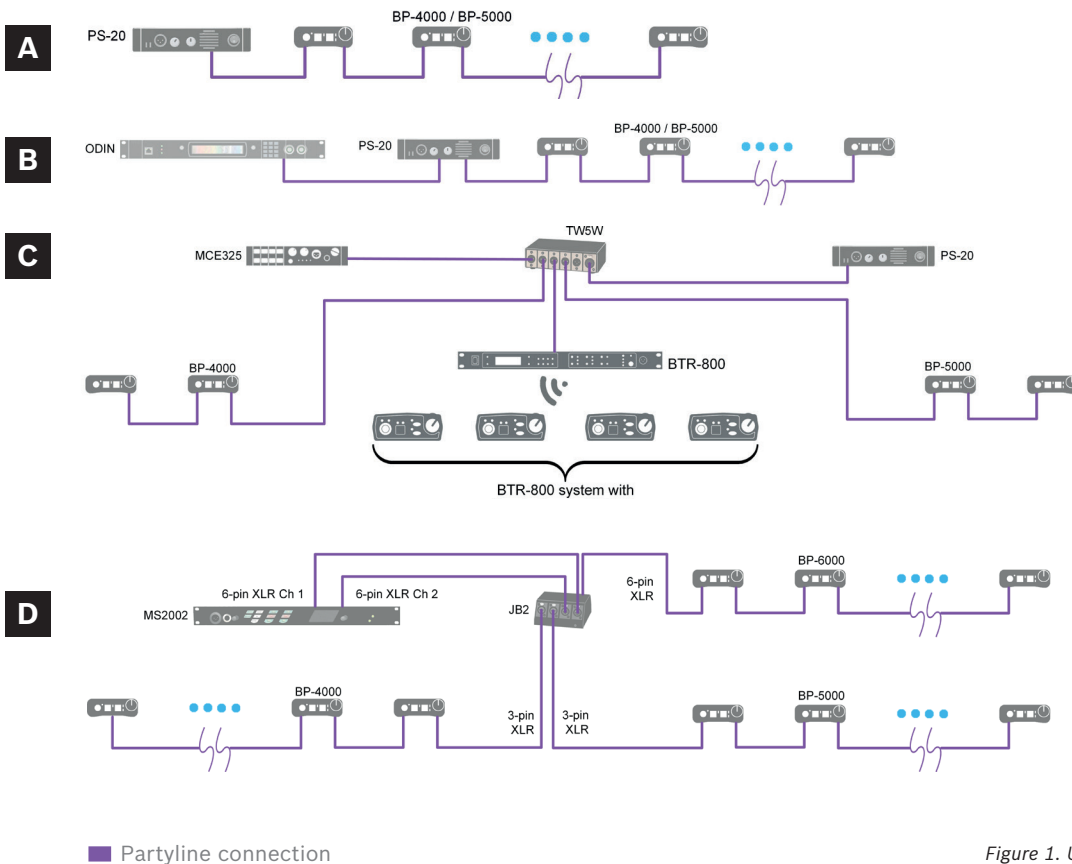 A
PS-20
BP-4000 / BP-5000
B
ODIN
PS-20
BP-4000 / BP-5000
C
MCE325
TW5W
PS-20
BP-4000
BTR-800
BP-5000
BTR-800 system with
D
MS2002
6-pin XLR Ch 1
6-pin XLR Ch 2
JB2
6-pin
XLR
BP-6000
BP-4000
3-pin
XLR
3-pin
XLR
BP-5000
Partyline connection
Figure 1. U